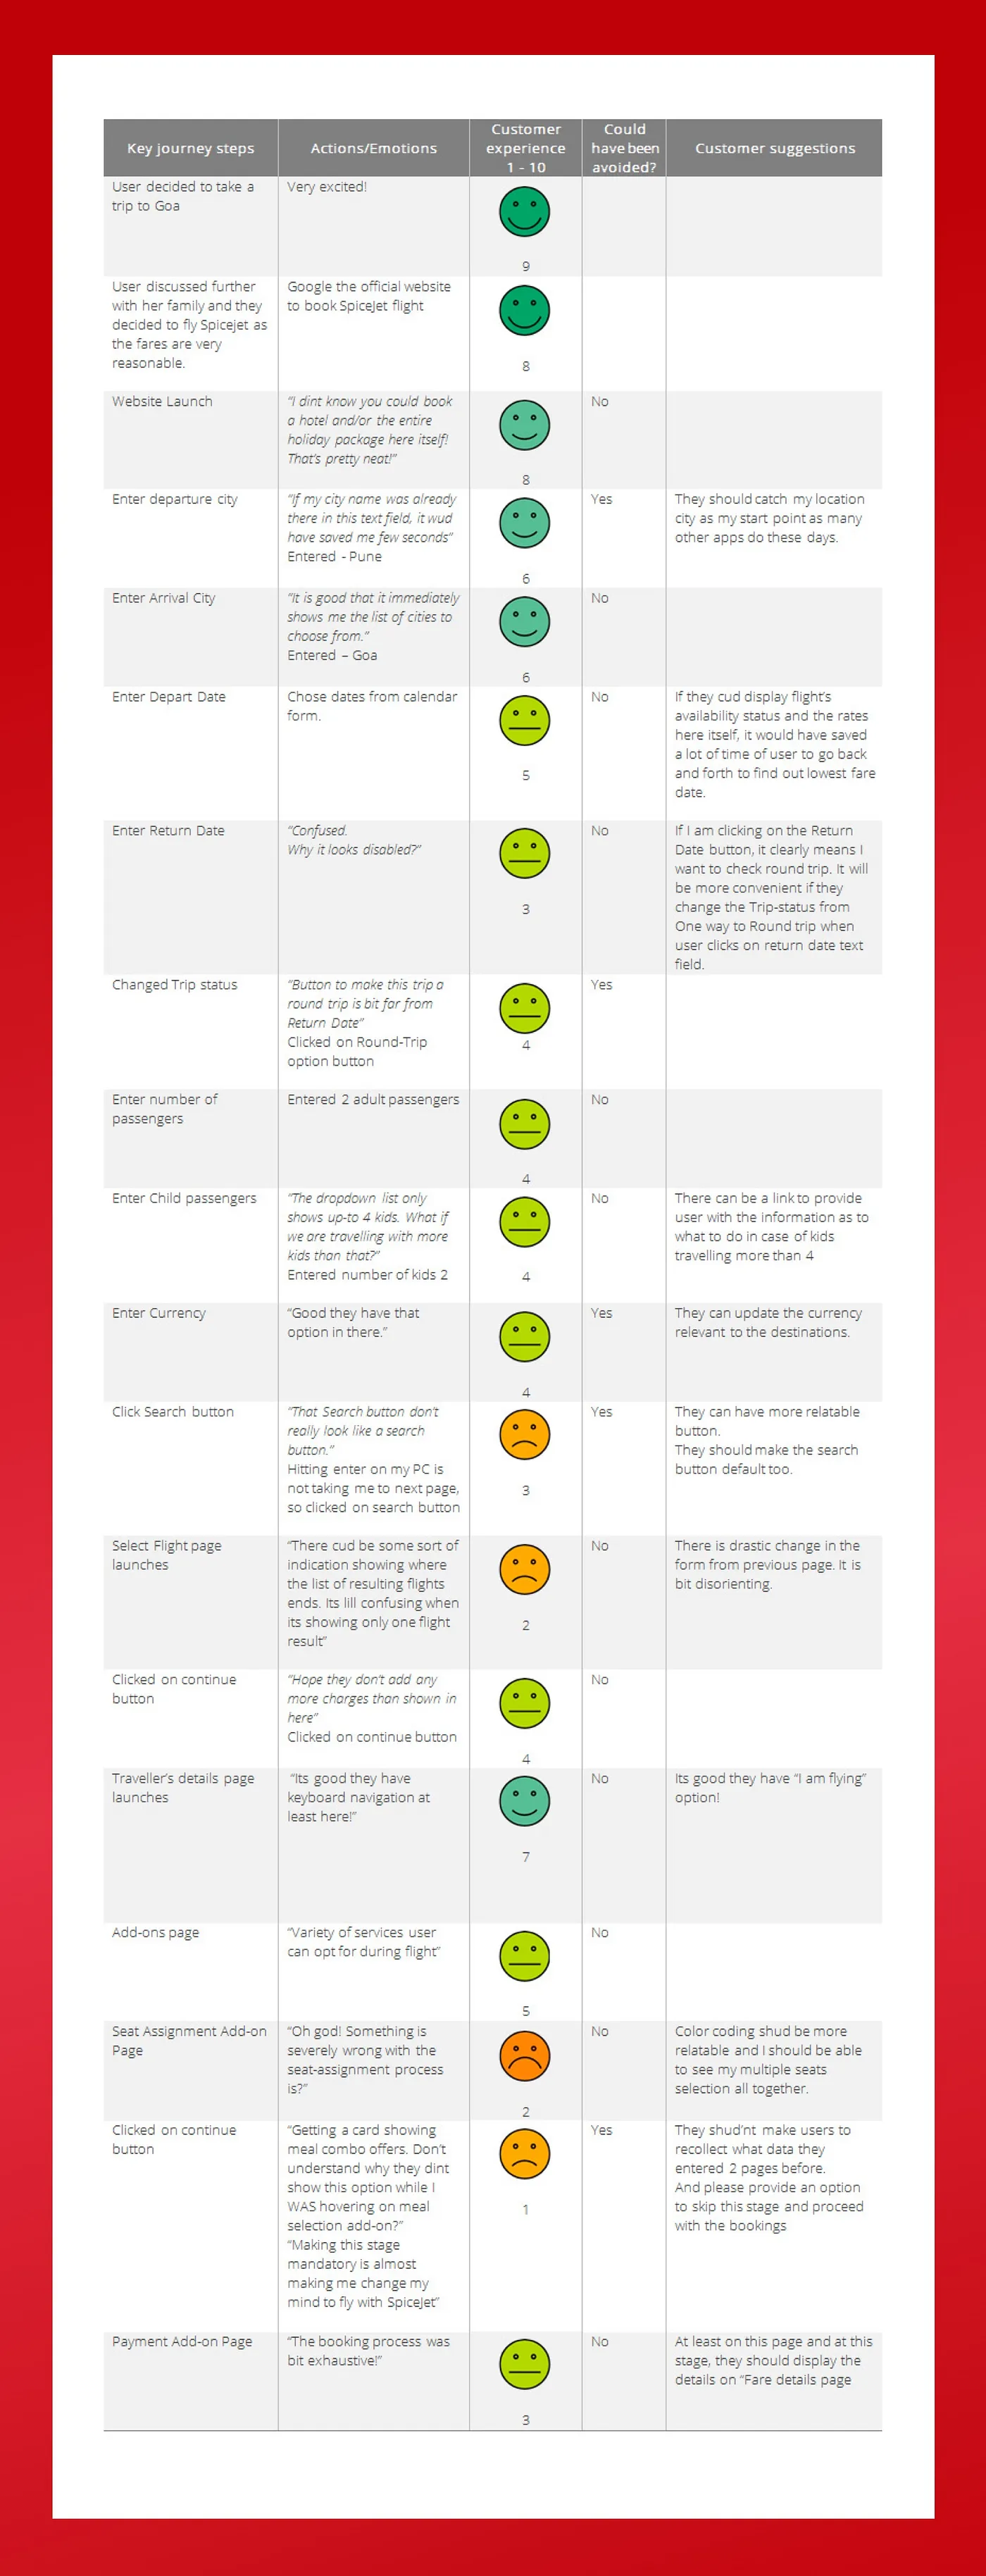 Key journey steps
Actions/Emotions
Customer
experience
1 - 10
Could
have been
avoided?
Customer suggestions
User decided to take a
trip to Goa
Very excited!
9
User discussed further
with her family and they
decided to fly Spicejet as
the fares are very
reasonable.
Google the official website
to book SpiceJet flight
8
Website Launch
“I dint know you could book
a hotel and/or the entire
holiday package here itself!
That’s pretty neat!”
8
No
Enter departure city
“If my city name was already
there in this text field, it wud
have saved me few seconds”
Entered - Pune
6
Yes
They should catch my location
city as my start point as many
other apps do these days.
Enter Arrival City
“It is good that it immediately
shows me the list of cities to
choose from.”
Entered – Goa
6
No
Enter Depart Date
Chose dates from calendar
form.
5
No
If they cud display flight’s
availability status and the rates
here itself, it would have saved
a lot of time of user to go back
and forth to find out lowest fare
date.
Enter Return Date
“Confused.
Why it looks disabled?”
3
No
If I am clicking on the Return
Date button, it clearly means I
want to check round trip. It will
be more convenient if they
change the Trip-status from
One way to Round trip when
user clicks on return date text
field.
Changed Trip status
“Button to make this trip a
round trip is bit far from
Return Date”
Clicked on Round-Trip
option button
4
Yes
Enter number of
passengers
Entered 2 adult passengers
4
No
Enter Child passengers
“The dropdown list only
shows up-to 4 kids. What if
we are travelling with more
kids than that?”
Entered number of kids 2
4
No
There can be a link to provide
user with the information as to
what to do in case of kids
travelling more than 4
Enter Currency
“Good they have that
option in there.”
4
Yes
They can update the currency
relevant to the destinations.
Click Search button
“That Search button don’t
really look like a search
button.”
Hitting enter on my PC is
not taking me to next page,
so clicked on search button
3
Yes
They can have more relatable
button.
They should make the search
button default too.
Select Flight page
launches
“There cud be some sort of
indication showing where
the list of resulting flights
ends. Its lill confusing when
its showing only one flight
result”
2
No
There is drastic change in the
form from previous page. It is
bit disorienting.
Clicked on continue
button
“Hope they don’t add any
more charges than shown in
here”
Clicked on continue button
4
No
Traveller’s details page
launches
“Its good they have
keyboard navigation at
least here!”
7
No
Its good they have “I am flying”
option!
Add-ons page
“Variety of services user
can opt for during flight”
5
No
Seat Assignment Add-on
Page
“Oh god! Something is
severely wrong with the
seat-assignment process
is?”
2
No
Color coding shud be more
relatable and I should be able
to see my multiple seats
selection all together.
Clicked on continue
button
“Getting a card showing
meal combo offers. Don’t
understand why they dint
show this option while I
WAS hovering on meal
selection add-on?”
“Making this stage
mandatory is almost
making me change my
mind to fly with SpiceJet”
1
Yes
They shud’nt make users to
recollect what data they
entered 2 pages before.
And please provide an option
to skip this stage and proceed
with the bookings
Payment Add-on Page
“The booking process was
bit exhaustive!”
3
No
At least on this page and at this
stage, they should display the
details on “Fare details page